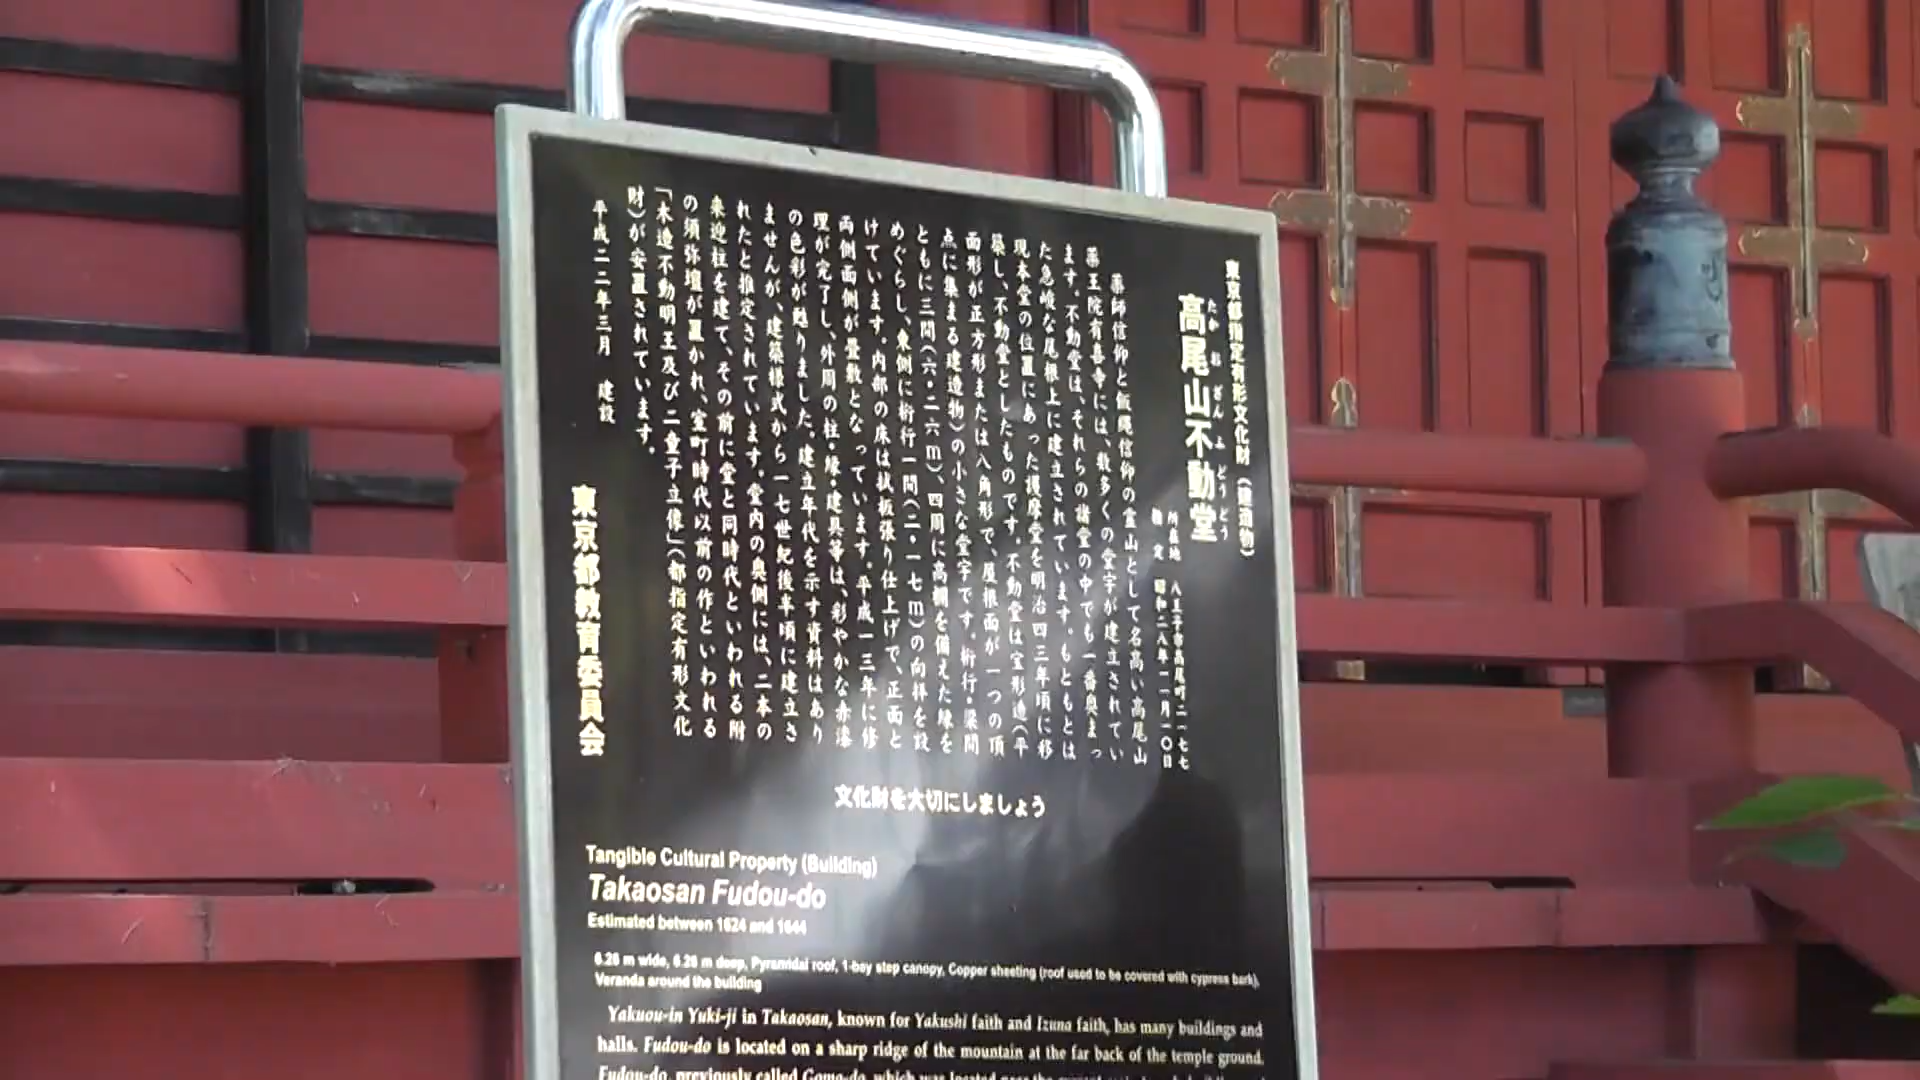 東京都指定有形文化財（建造物）
たかおざんふどうどう
高尾山不動堂
所在地　八王子市高尾町二一七七
指定　昭和二八年一一月一〇日
薬師信仰と飯縄信仰の霊山として名高い高尾山
薬王院有喜寺には、数多くの堂宇が建立されてい
ます。不動堂は、それらの諸堂の中でも一番奥まっ
た急峻な尾根上に建立されています。もともとは
現本堂の位置にあった護摩堂を明治四三年頃に移
築し、不動堂としたものです。不動堂は宝形造（平
面形が正方形または八角形で、屋根面が一つの頂
点に集まる建造物）の小さな堂宇です。桁行・梁間
ともに三間（六・二六ｍ）、四周に高欄を備えた縁を
めぐらし、東側に桁行一間（二・一七ｍ）の向拝を設
けています。内部の床は拭板張り仕上げで、正面と
両側面側が畳敷となっています。平成一三年に修
理が完了し、外周の柱・縁・建具等は、彩やかな赤漆
の色彩が甦りました。建立年代を示す資料はあり
ませんが、建築様式から一七世紀後半頃に建立さ
れたと推定されています。堂内の奥側には、二本の
来迎柱を建て、その前に堂と同時代といわれる附
の須弥壇が置かれ、室町時代以前の作といわれる
「木造不動明王及び二童子立像」（都指定有形文化
財）が安置されています。
平成二二年三月　建設
東京都教育委員会
文化財を大切にしましょう
Tangible Cultural Property (Building)
Takaosan Fudou-do
Estimated between 1624 and 1644
6.26 m wide, 6.26 m deep, Pyramidal roof, 1-bay step canopy, Copper sheeting (roof used to be covered with cypress bark),
Veranda around the building
Yakuou-in Yuki-ji in Takaosan, known for Yakushi faith and Izuna faith, has many buildings and
halls. Fudou-do is located on a sharp ridge of the mountain at the far back of the temple ground.
Fudou-do, previously called Goma-do, which was located near the